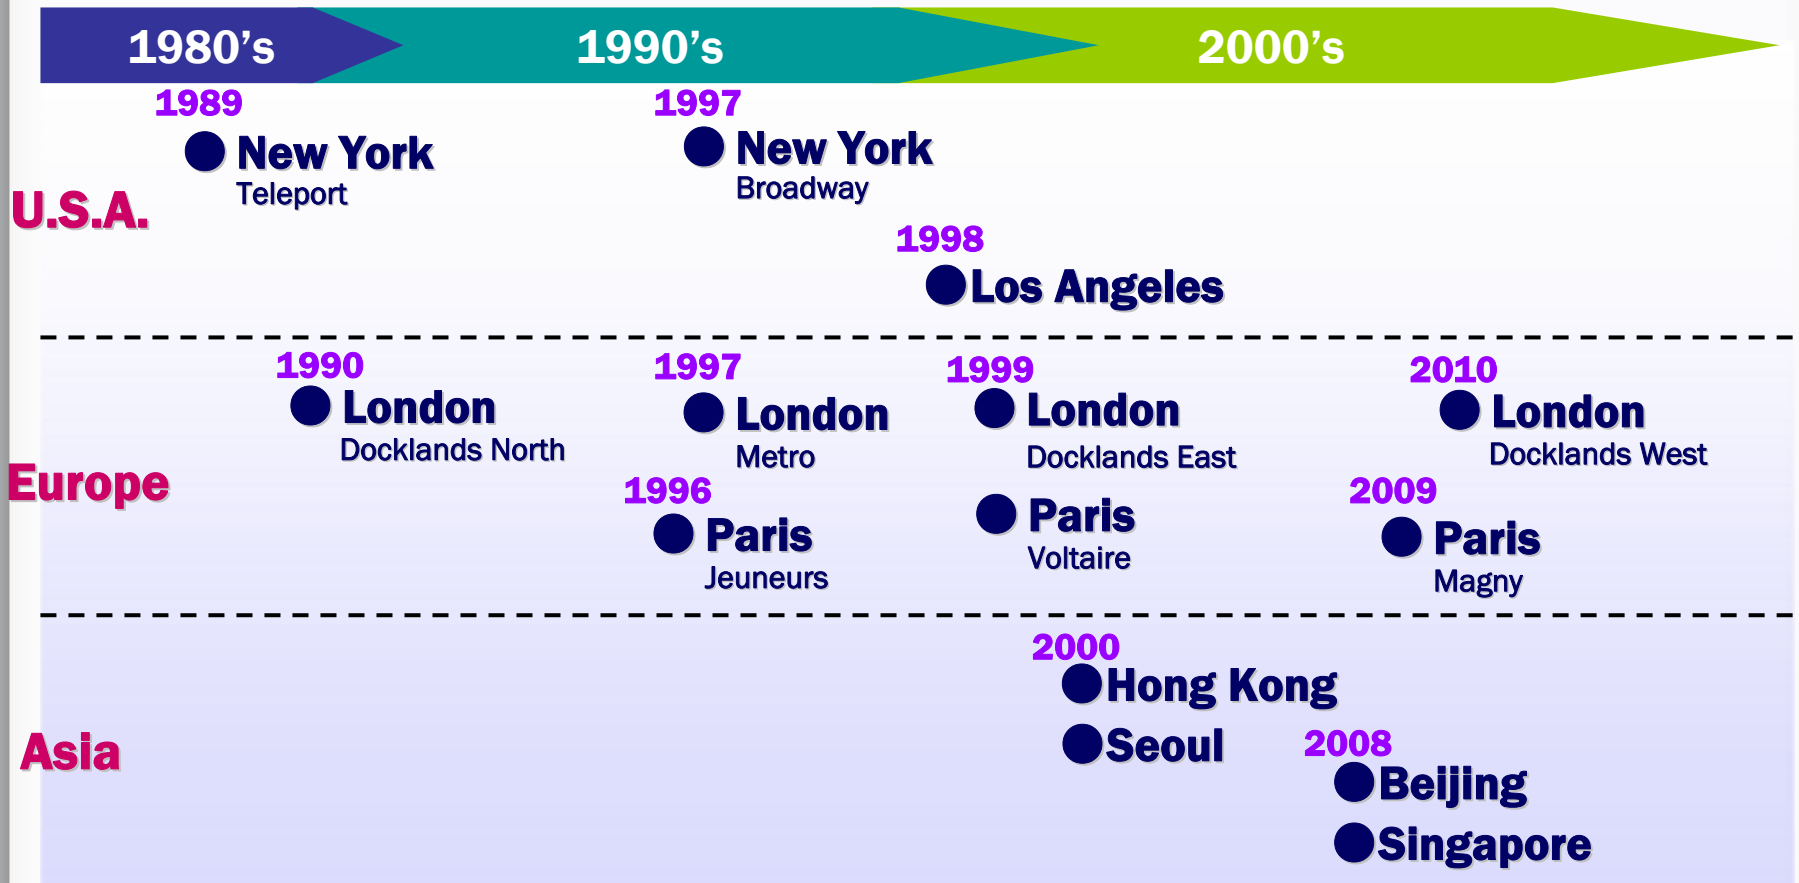 1980’s
1990’s
2000’s
U.S.A.
1989
New York
Teleport
1997
New York
Broadway
1998
Los Angeles
Europe
1990
London
Docklands North
1997
London
Metro
1999
London
Docklands East
2010
London
Docklands West
1996
Paris
Jeuneurs
Paris
Voltaire
2009
Paris
Magny
Asia
2000
Hong Kong
Seoul
2008
Beijing
Singapore